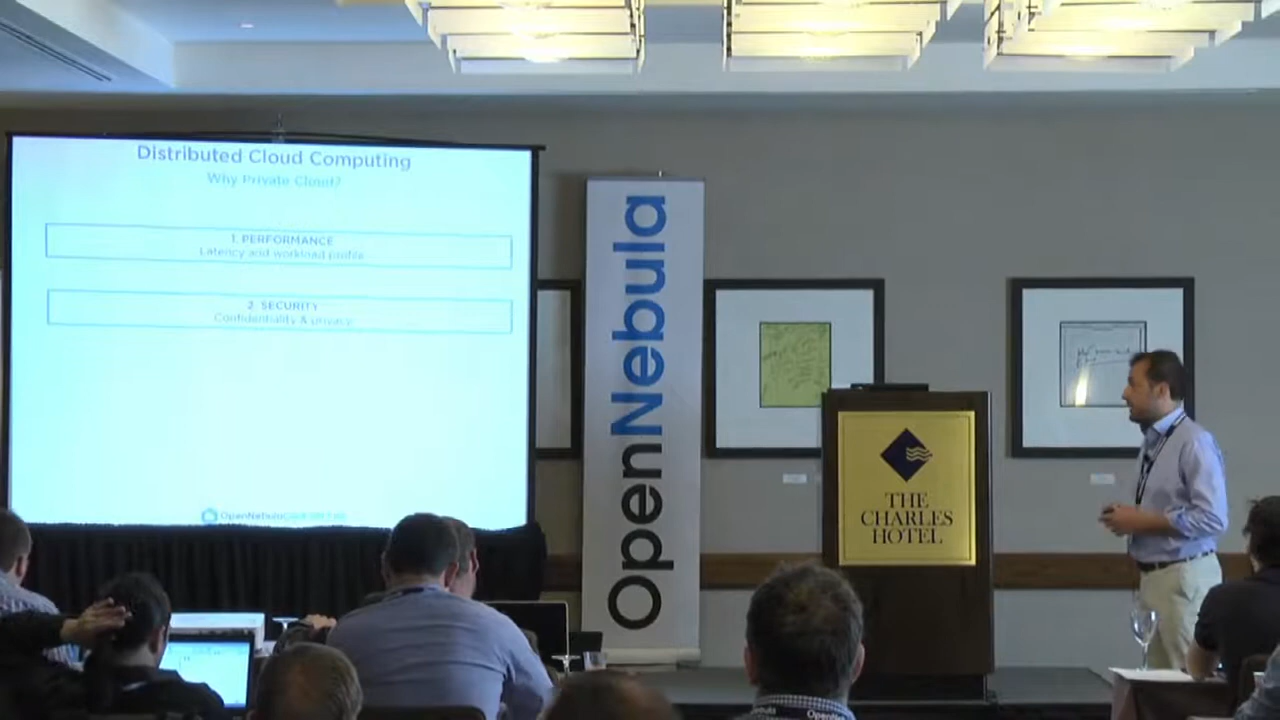 Distributed Cloud Computing
Why Private Cloud?
1. PERFORMANCE
Latency and workload profile
2. SECURITY
Confidentiality & privacy
OpenNebula
OpenNebula
THE
CHARLES
HOTEL